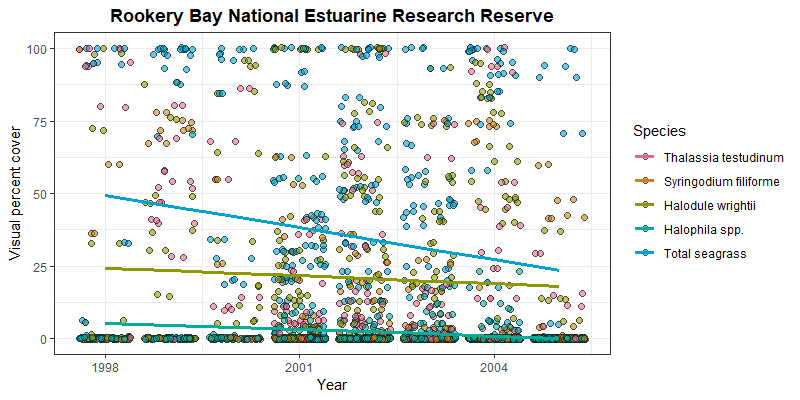 Rookery Bay National Estuarine Research Reserve
Visual percent cover
100
75
50
25
0
1998
2001
2004
Year
Species
Thalassia testudinum
Syringodium filiforme
Halodule wrightii
Halophila spp.
Total seagrass